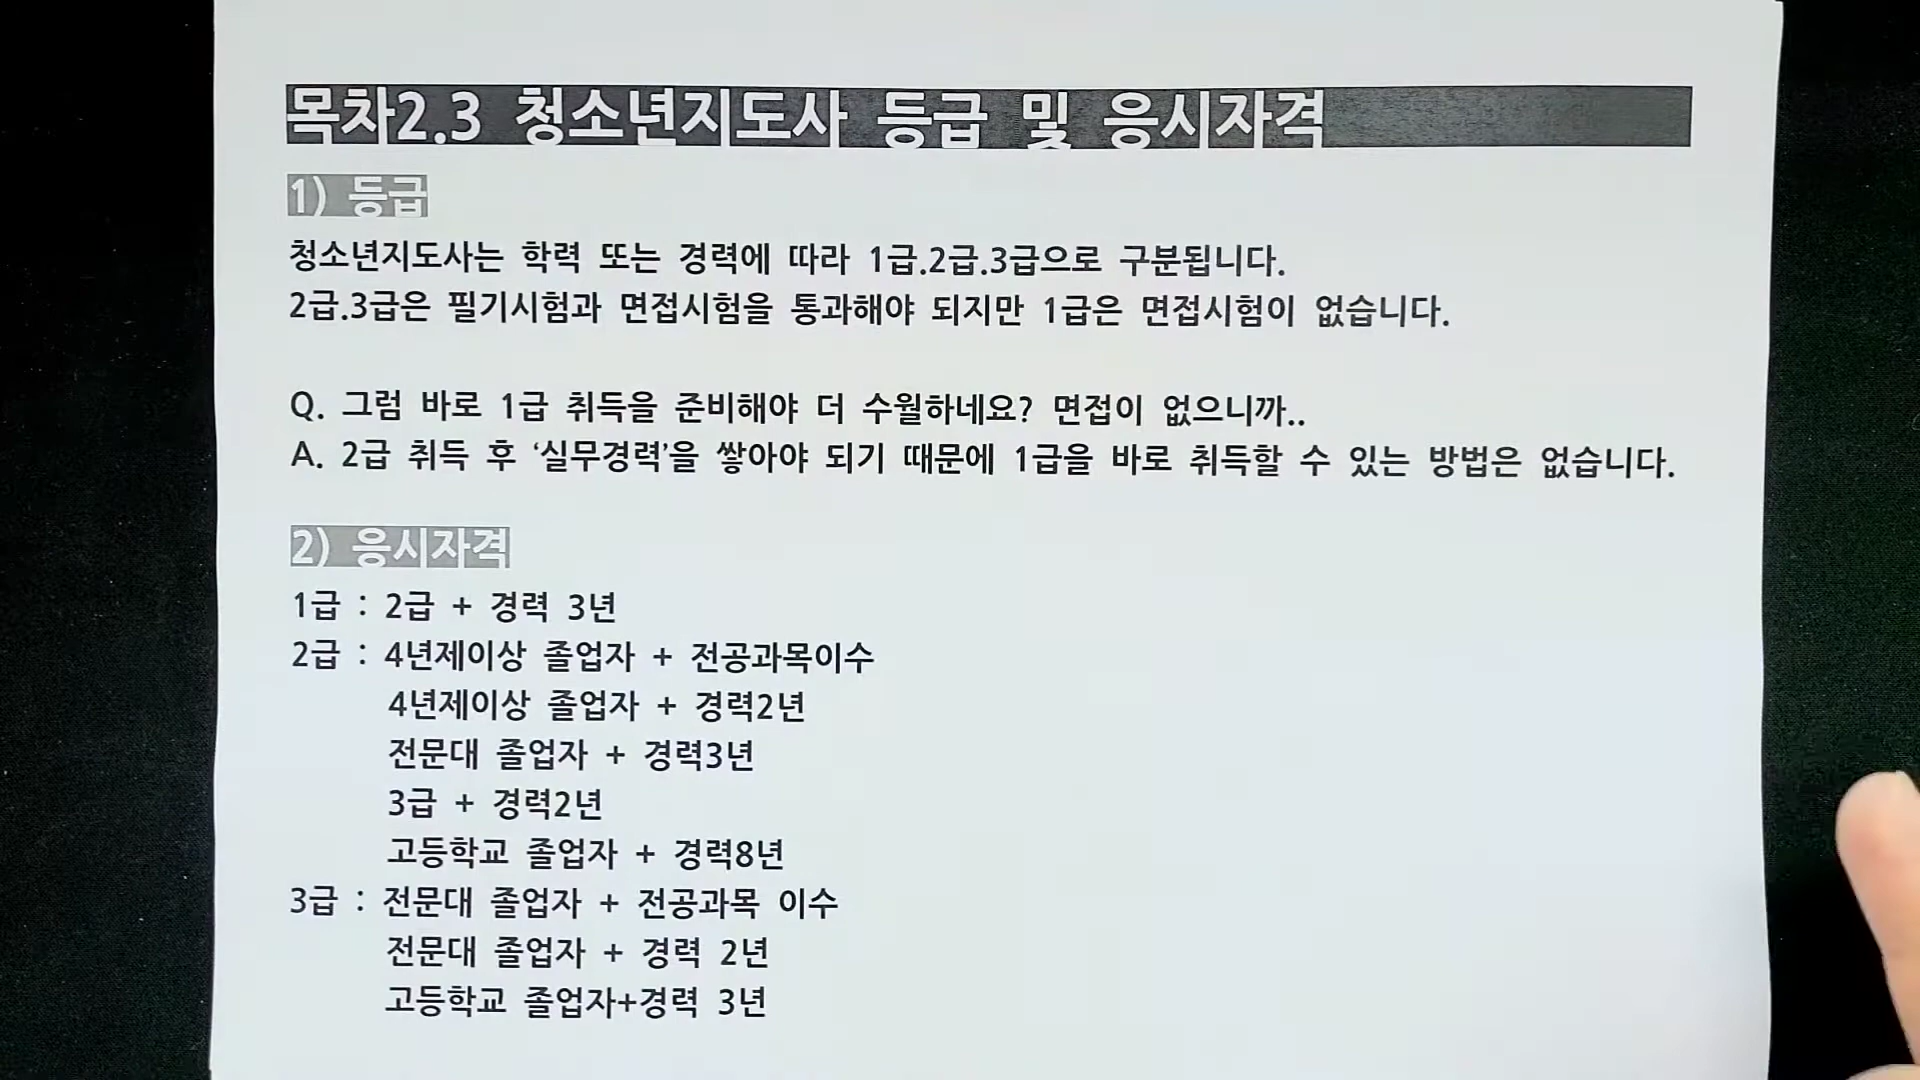 목차2.3 청소년지도사 등급 및 응시자격
1) 등급
청소년지도사는 학력 또는 경력에 따라 1급.2급.3급으로 구분됩니다.
2급.3급은 필기시험과 면접시험을 통과해야 되지만 1급은 면접시험이 없습니다.
Q. 그럼 바로 1급 취득을 준비해야 더 수월하네요? 면접이 없으니까..
A. 2급 취득 후 ‘실무경력’을 쌓아야 되기 때문에 1급을 바로 취득할 수 있는 방법은 없습니다.
2) 응시자격
1급 : 2급 + 경력 3년
2급 : 4년제이상 졸업자 + 전공과목이수
4년제이상 졸업자 + 경력2년
전문대 졸업자 + 경력3년
3급 + 경력2년
고등학교 졸업자 + 경력8년
3급 : 전문대 졸업자 + 전공과목 이수
전문대 졸업자 + 경력 2년
고등학교 졸업자+경력 3년